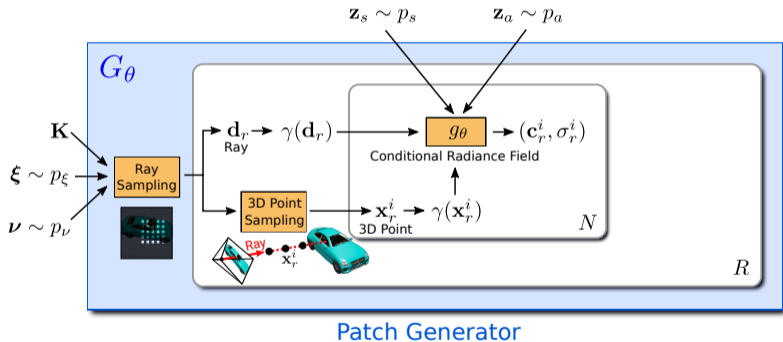 z_s ∼ p_s
z_a ∼ p_a
G_θ
K
ξ ∼ p_ξ
ν ∼ p_ν
Ray
Sampling
d_r
γ(d_r)
Ray
g_θ
(c_r^i, σ_r^i)
Conditional Radiance Field
3D Point
Sampling
x_r^i
γ(x_r^i)
3D Point
N
Ray
x_r^i
R
Patch Generator